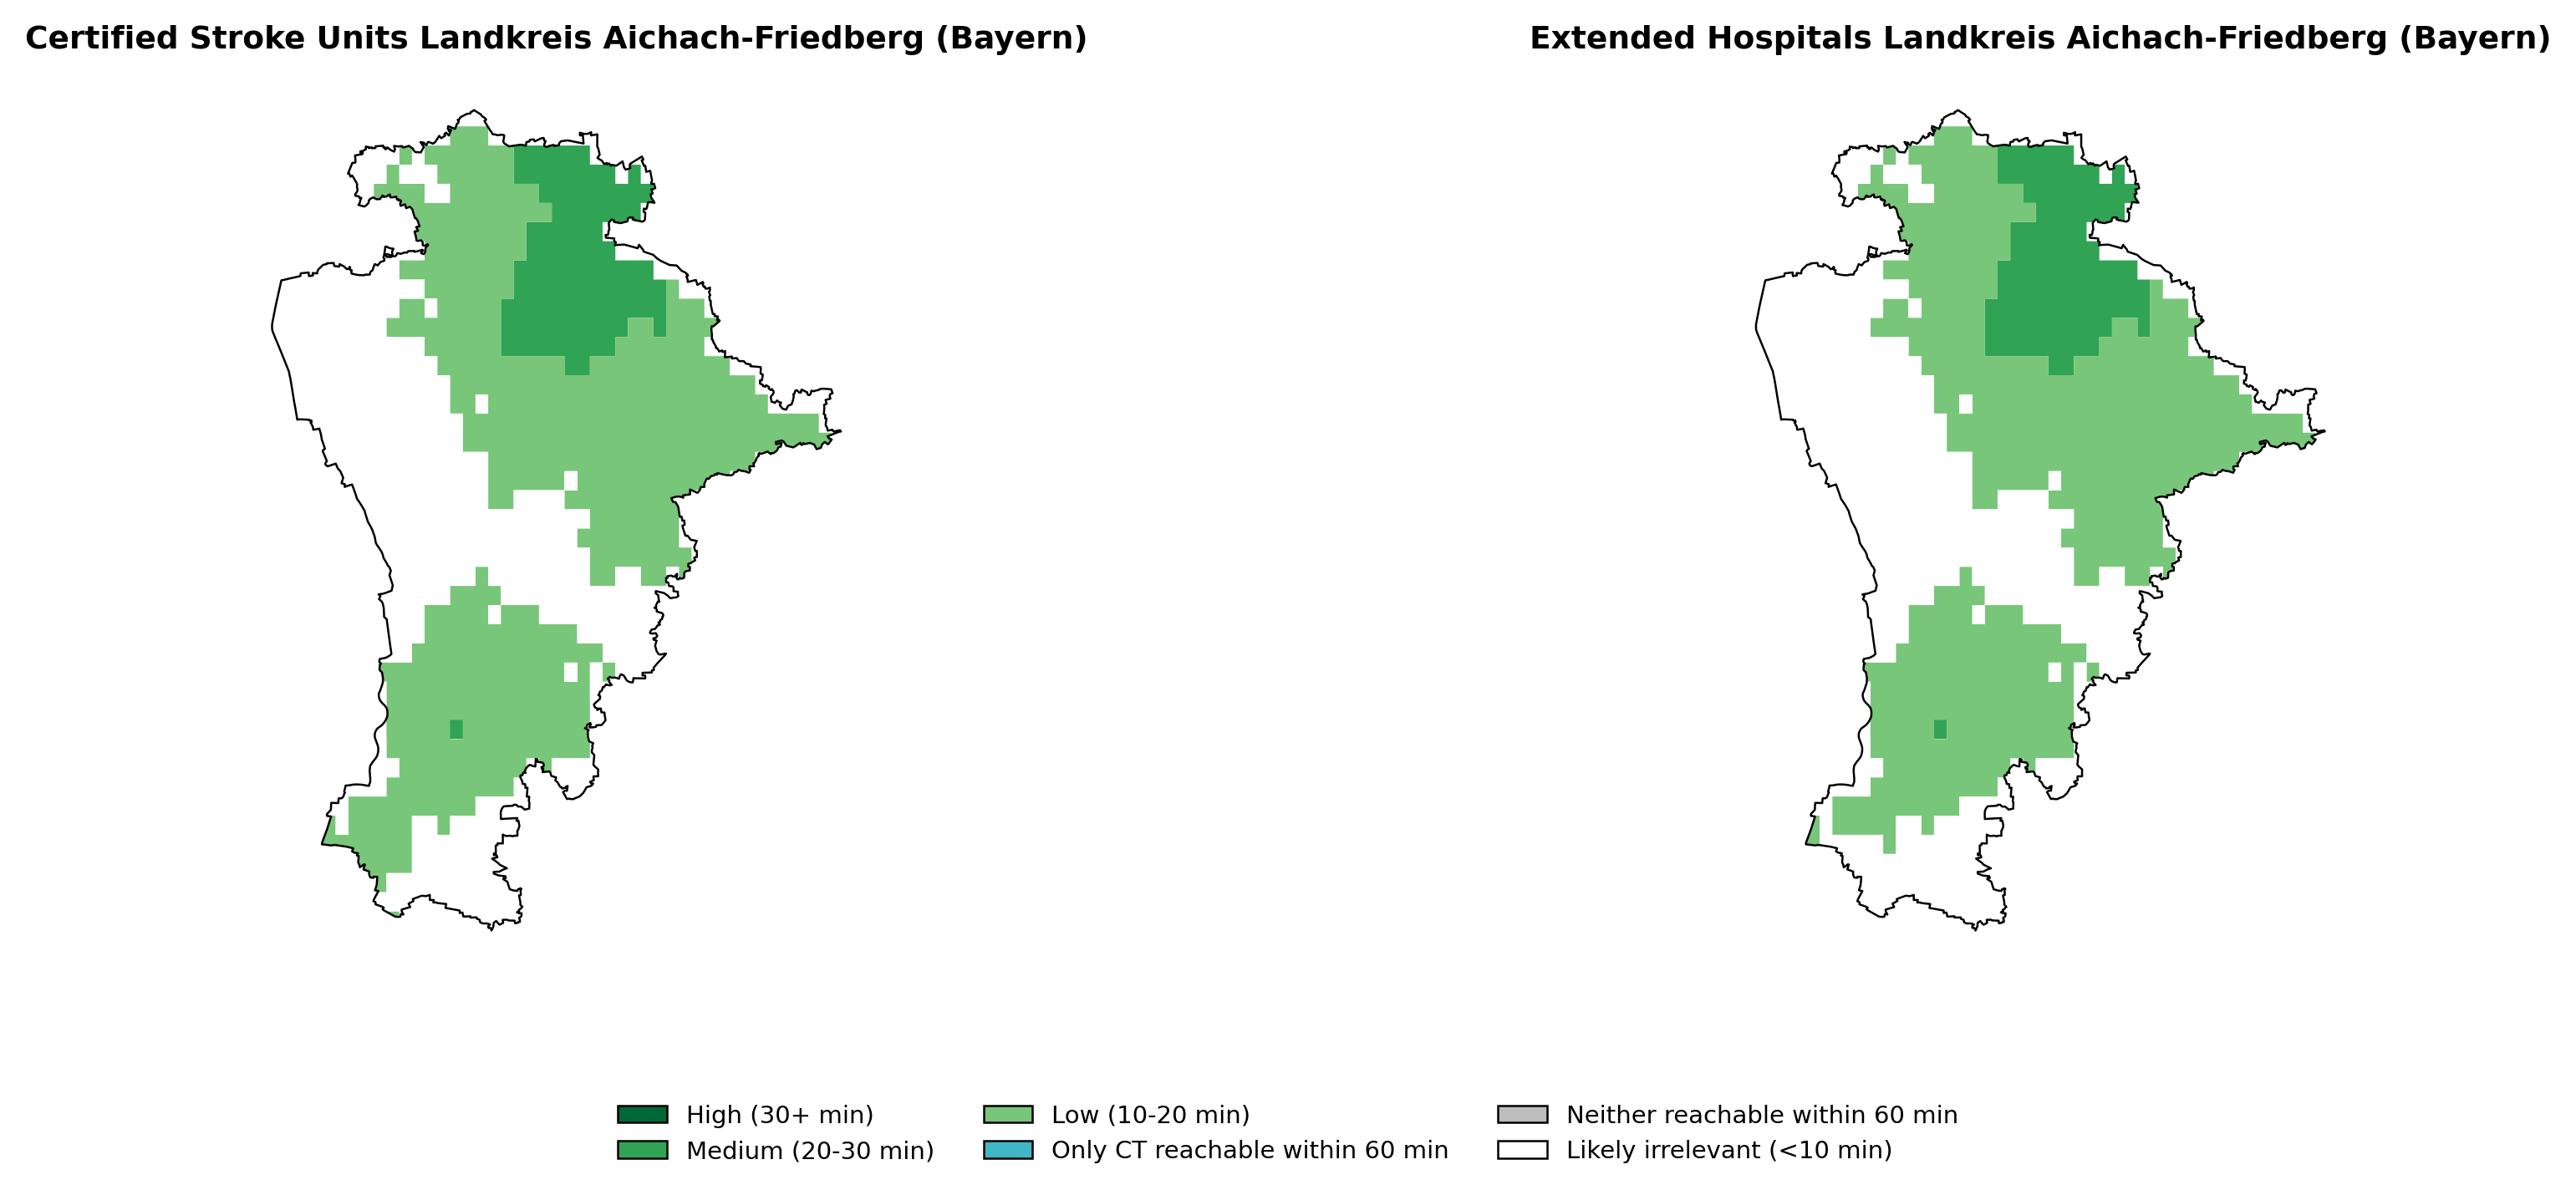 Certified Stroke Units Landkreis Aichach-Friedberg (Bayern)
Extended Hospitals Landkreis Aichach-Friedberg (Bayern)
High (30+ min)
Medium (20-30 min)
Low (10-20 min)
Only CT reachable within 60 min
Neither reachable within 60 min
Likely irrelevant (<10 min)